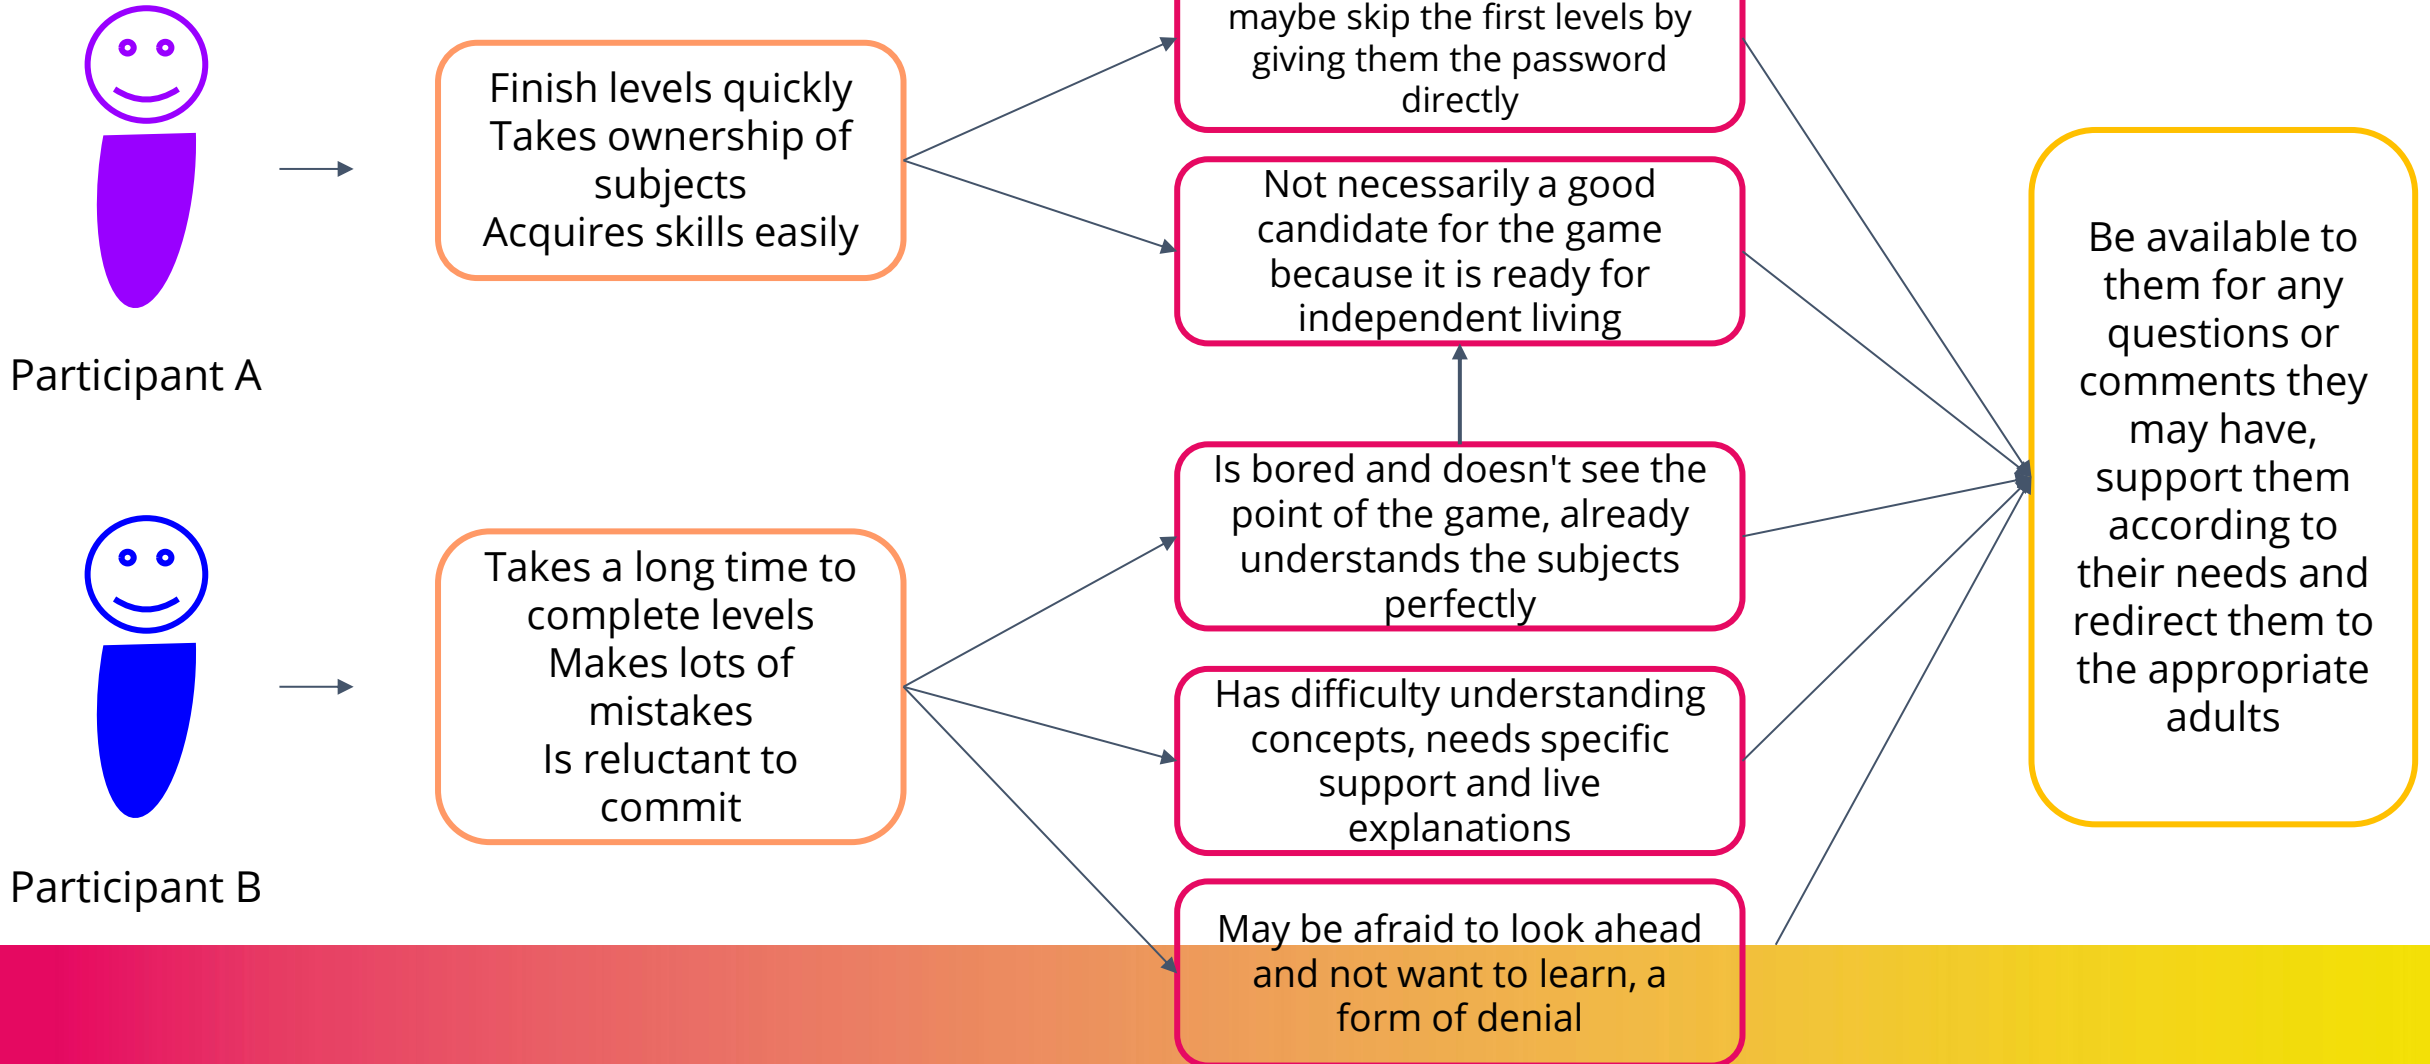 maybe skip the first levels by
giving them the password
directly
Finish levels quickly
Takes ownership of
subjects
Acquires skills easily
Not necessarily a good
candidate for the game
because it is ready for
independent living
Participant A
Be available to
them for any
questions or
comments they
may have,
support them
according to
their needs and
redirect them to
the appropriate
adults
Is bored and doesn't see the
point of the game, already
understands the subjects
perfectly
Takes a long time to
complete levels
Makes lots of
mistakes
Is reluctant to
commit
Has difficulty understanding
concepts, needs specific
support and live
explanations
Participant B
May be afraid to look ahead
and not want to learn, a
form of denial